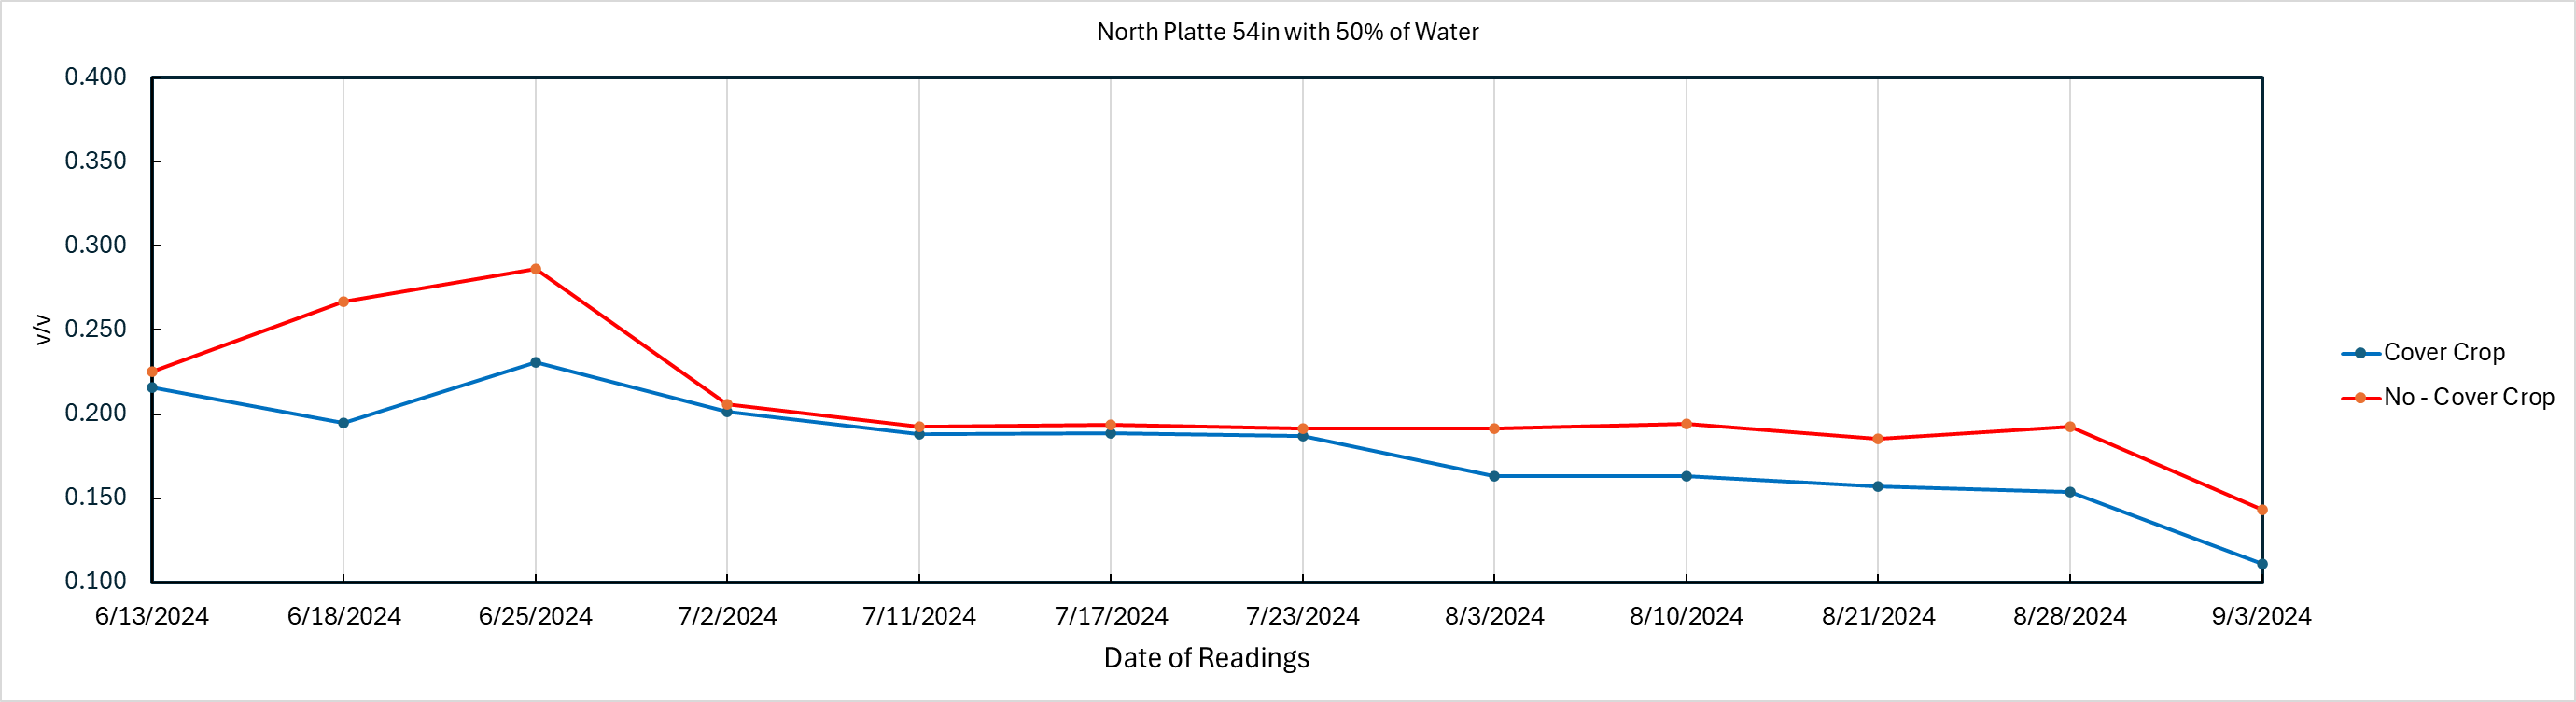 North Platte 54in with 50% of Water
0.400
0.350
0.300
0.250
0.200
0.150
0.100
v/v
6/13/2024 6/18/2024 6/25/2024 7/2/2024 7/11/2024 7/17/2024 7/23/2024 8/3/2024 8/10/2024 8/21/2024 8/28/2024 9/3/2024
Date of Readings
Cover Crop
No - Cover Crop